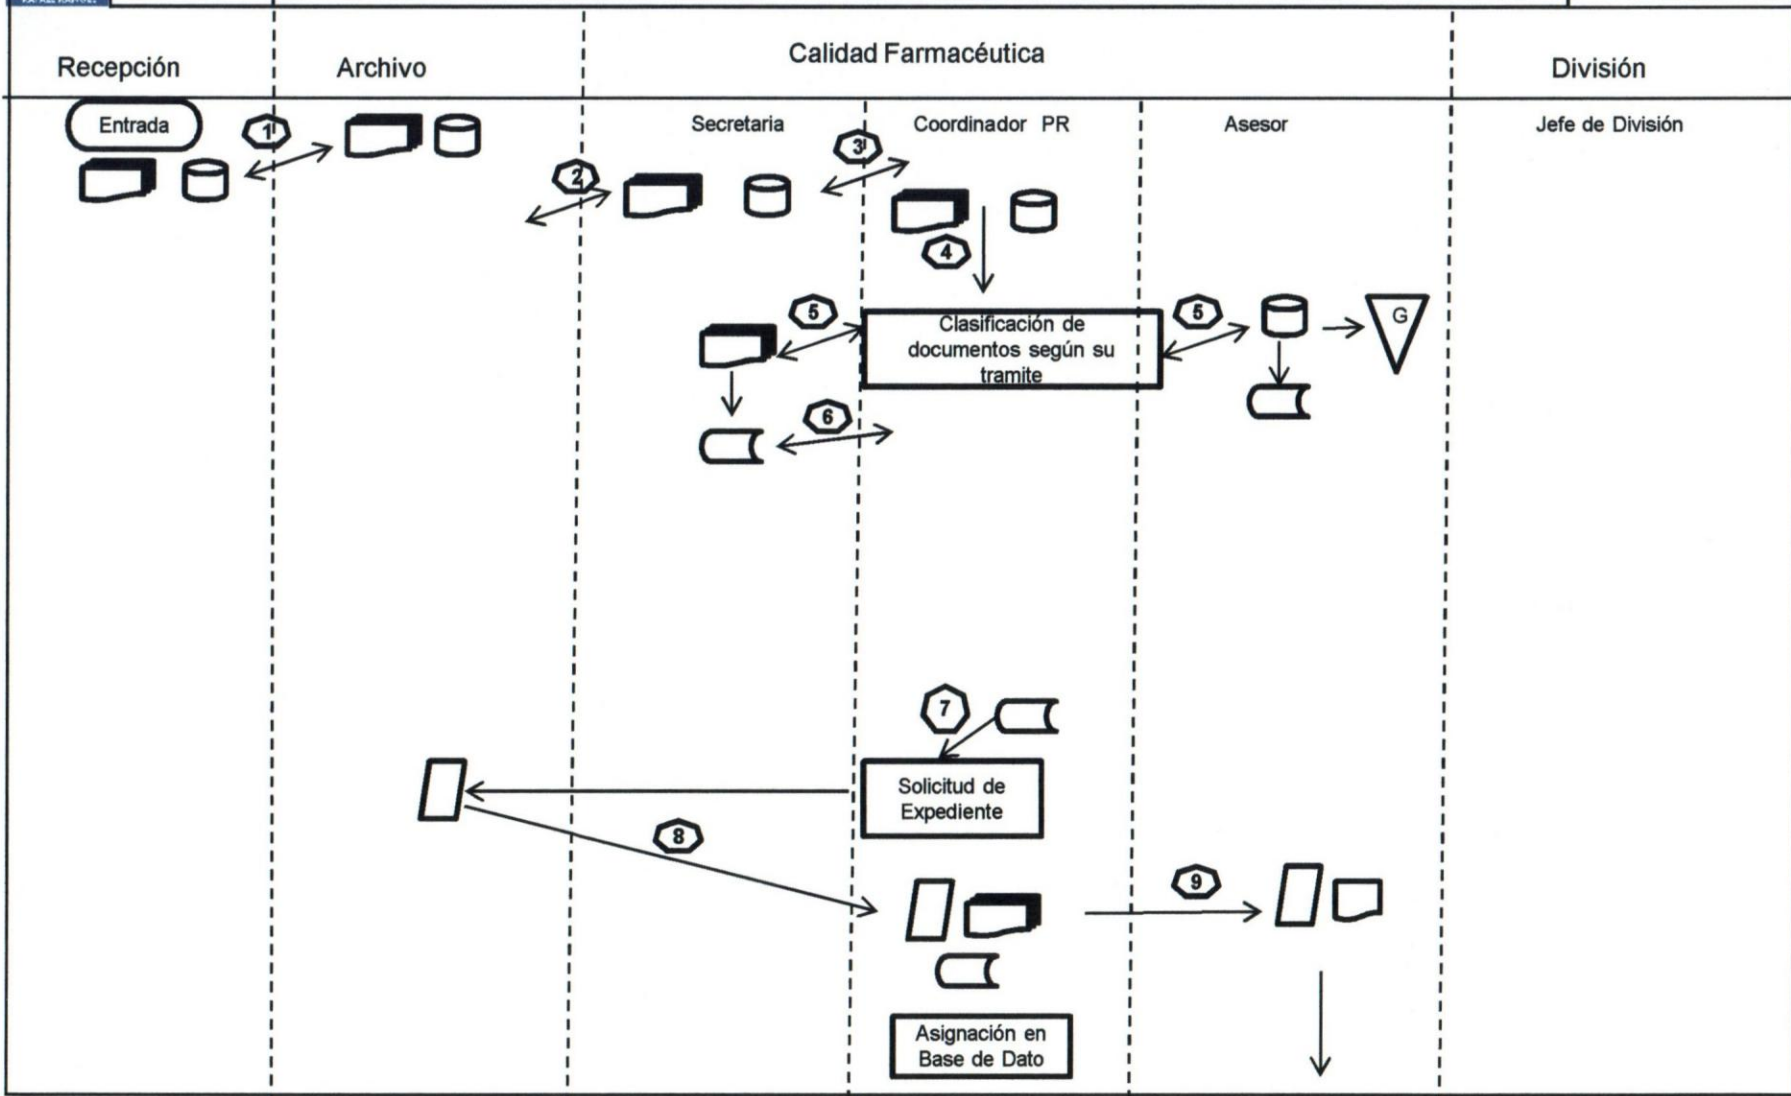 Recepción
Archivo
Calidad Farmacéutica
División
Entrada
1
Secretaria
3
Coordinador PR
Asesor
Jefe de División
2
4
5
Clasificación de
documentos según su
tramite
5
G
6
7
Solicitud de
Expediente
8
9
Asignación en
Base de Dato